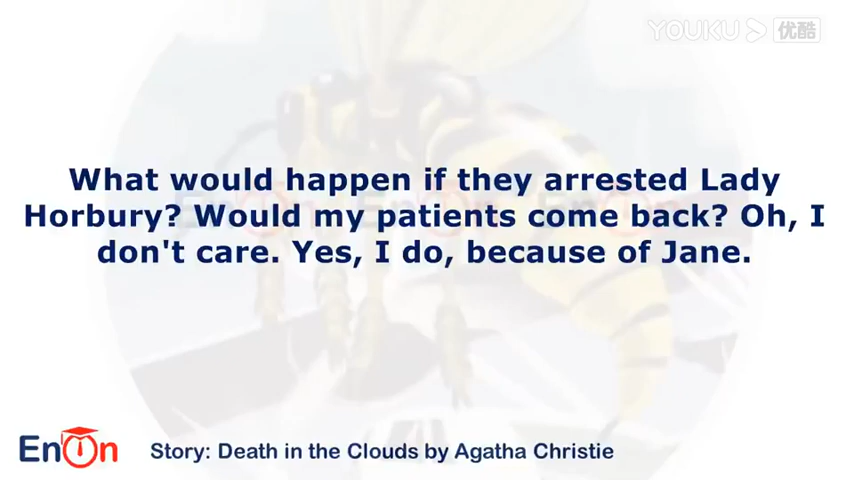 YOUKU 优酷
What would happen if they arrested Lady
Horbury? Would my patients come back? Oh, I
don't care. Yes, I do, because of Jane.
EnOn
Story: Death in the Clouds by Agatha Christie